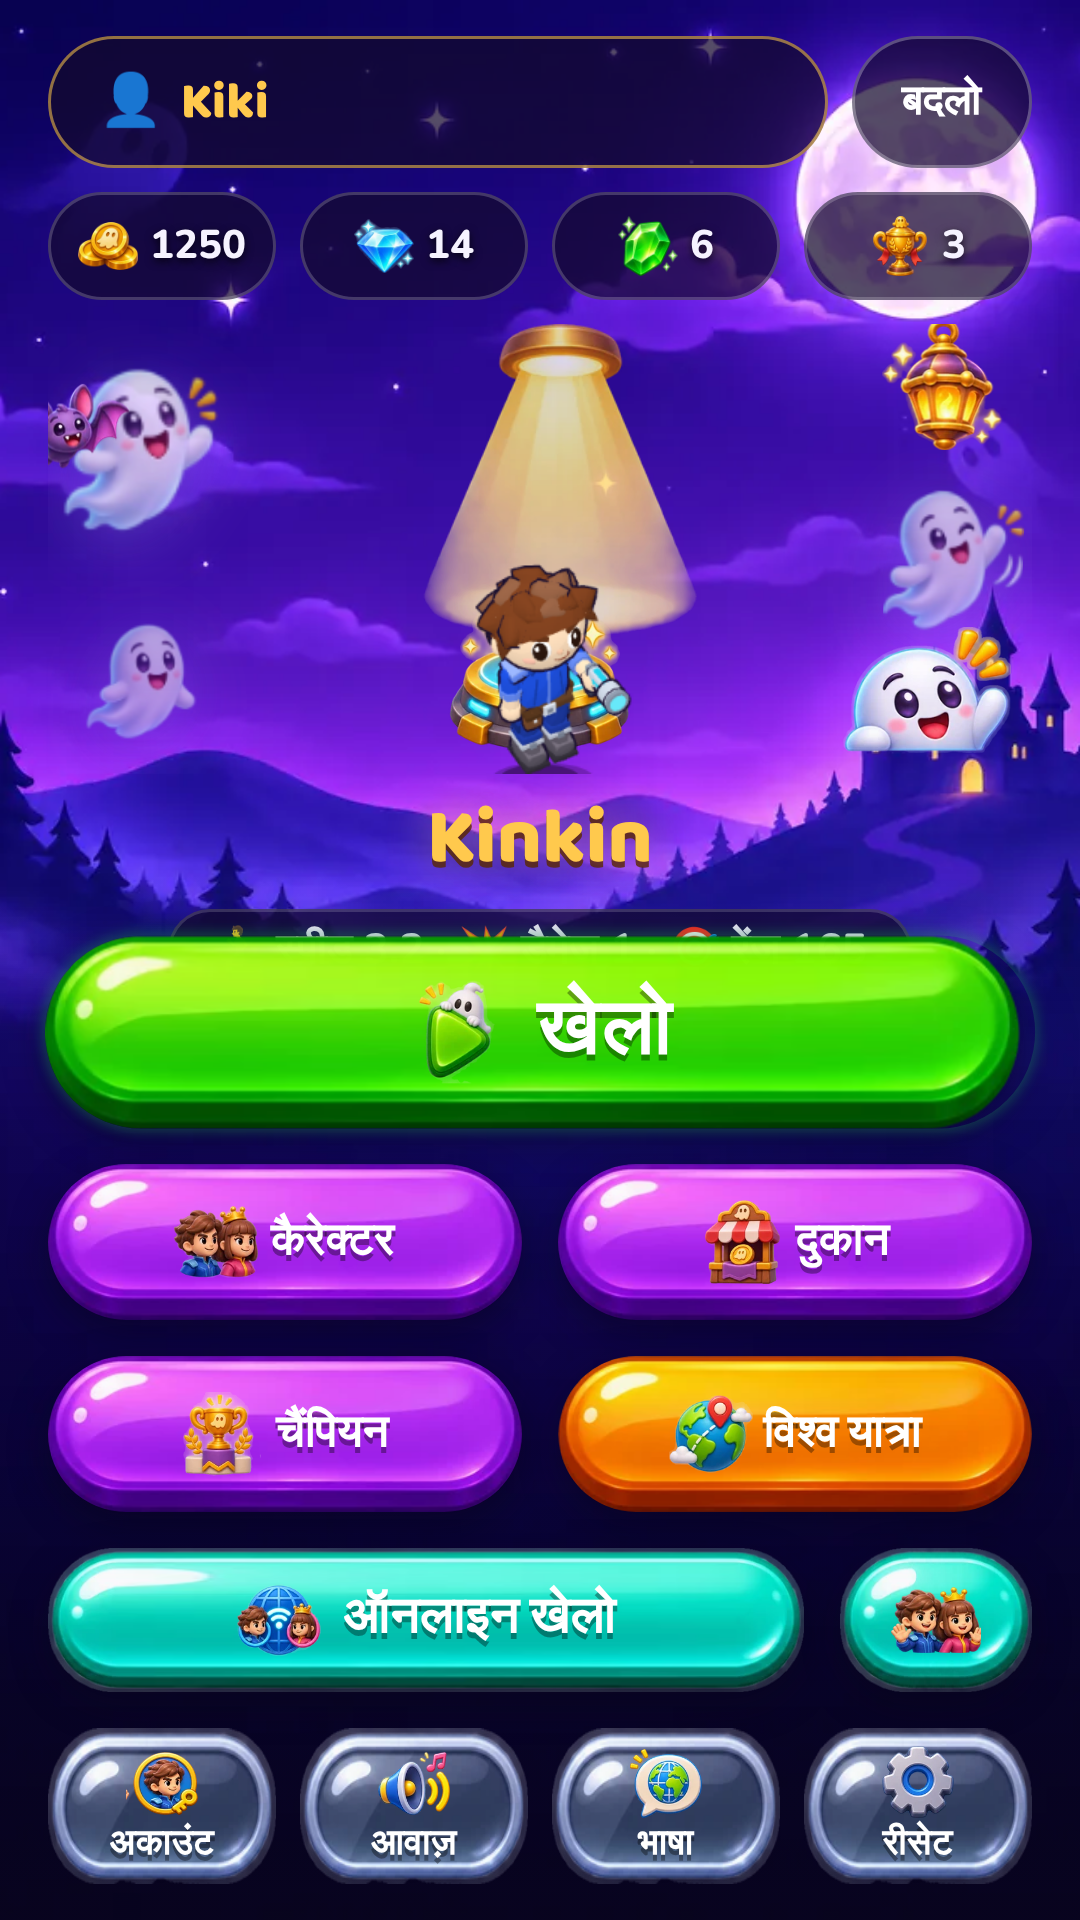 Kiki
बदलो
1250
14
6
3
Kinkin
खेलो
कैरेक्टर
दुकान
चैंपियन
विश्व यात्रा
ऑनलाइन खेलो
अकाउंट
आवाज़
भाषा
रीसेट